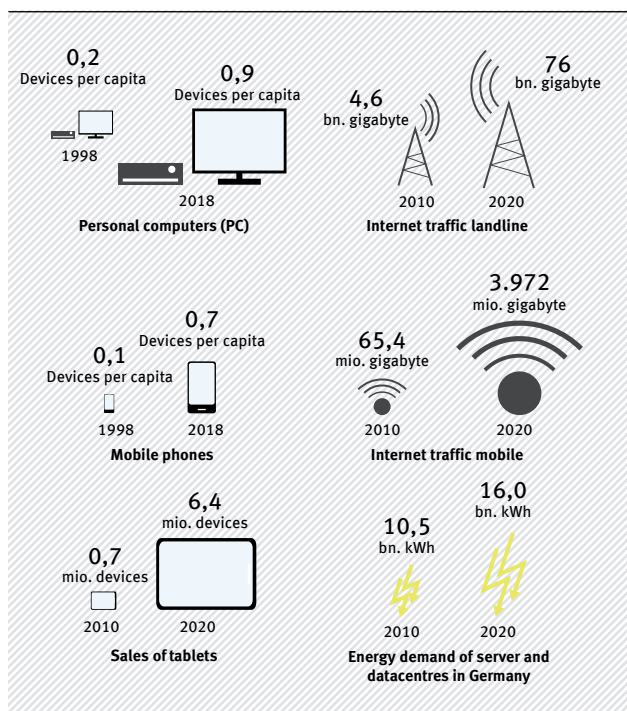 0,2
Devices per capita
1998
0,9
Devices per capita
2018
Personal computers (PC)
4,6
bn. gigabyte
2010
76
bn. gigabyte
2020
Internet traffic landline
0,1
Devices per capita
1998
0,7
Devices per capita
2018
Mobile phones
65,4
mio. gigabyte
2010
3.972
mio. gigabyte
2020
Internet traffic mobile
0,7
mio. devices
2010
6,4
mio. devices
2020
Sales of tablets
10,5
bn. kWh
2010
16,0
bn. kWh
2020
Energy demand of server and
datacentres in Germany